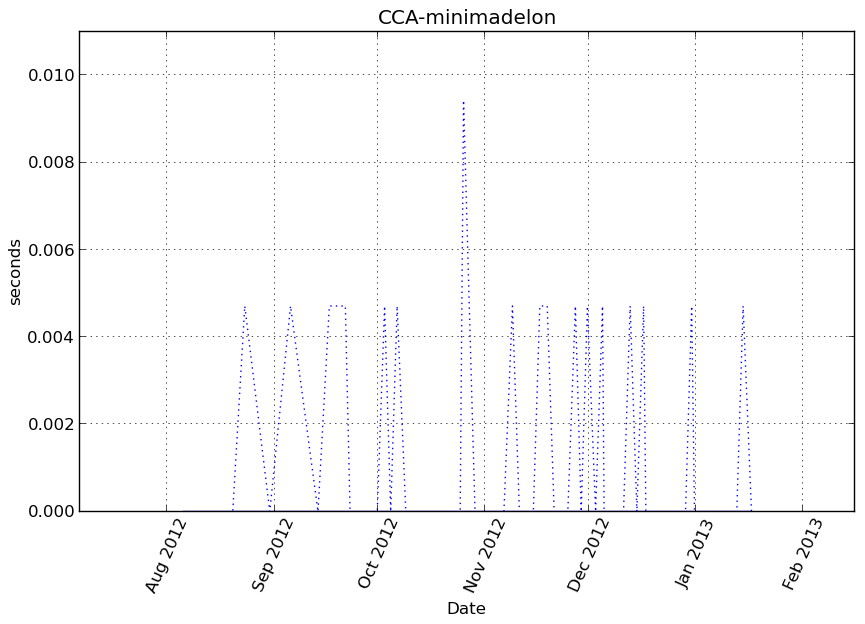 CCA-minimadelon
0.010
0.008
0.006
0.004
0.002
0.000
seconds
Aug 2012
Sep 2012
Oct 2012
Nov 2012
Dec 2012
Jan 2013
Feb 2013
Date